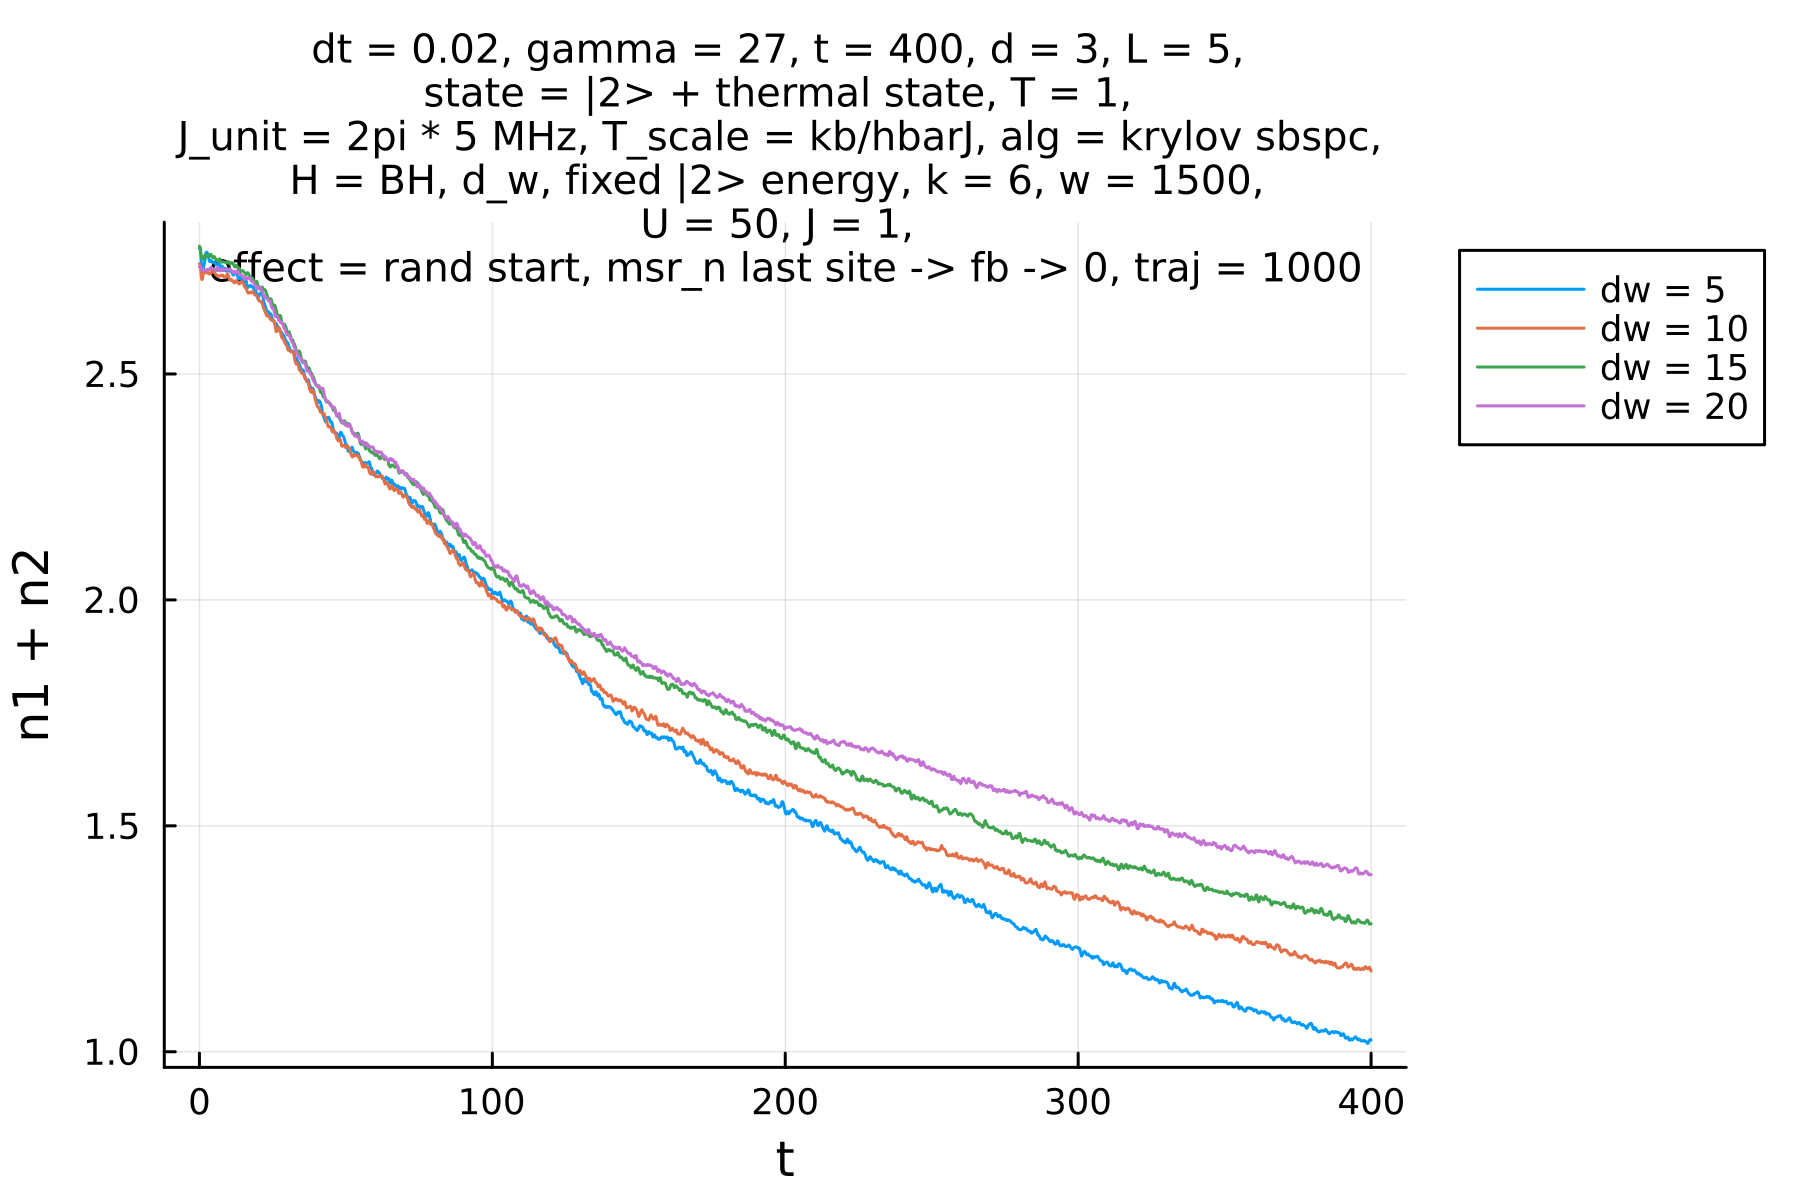 dt = 0.02, gamma = 27, t = 400, d = 3, L = 5,
state = |2> + thermal state, T = 1,
J_unit = 2pi * 5 MHz, T_scale = kb/hbarJ, alg = krylov sbspc,
H = BH, d_w, fixed |2> energy, k = 6, w = 1500,
U = 50, J = 1,
effect = rand start, msr_n last site -> fb -> 0, traj = 1000
dw = 5
dw = 10
dw = 15
dw = 20
n1 + n2
2.5
2.0
1.5
1.0
0 100 200 300 400
t